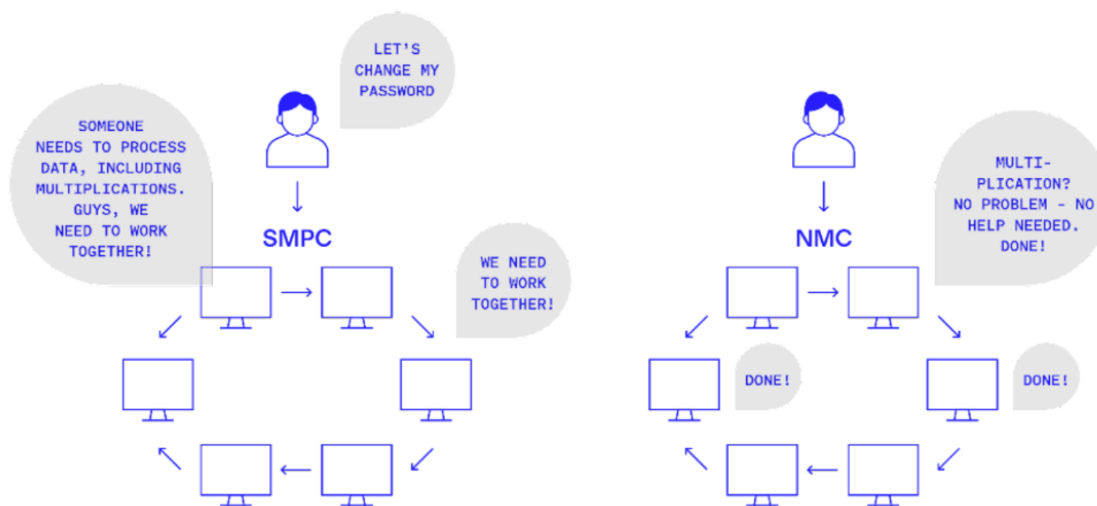 LET'S
CHANGE MY
PASSWORD
SOMEONE
NEEDS TO PROCESS
DATA, INCLUDING
MULTIPLICATIONS.
GUYS, WE
NEED TO WORK
TOGETHER!
SMPC
WE NEED
TO WORK
TOGETHER!
MULTI-
PLICATION?
NO PROBLEM - NO
HELP NEEDED.
DONE!
NMC
DONE!
DONE!